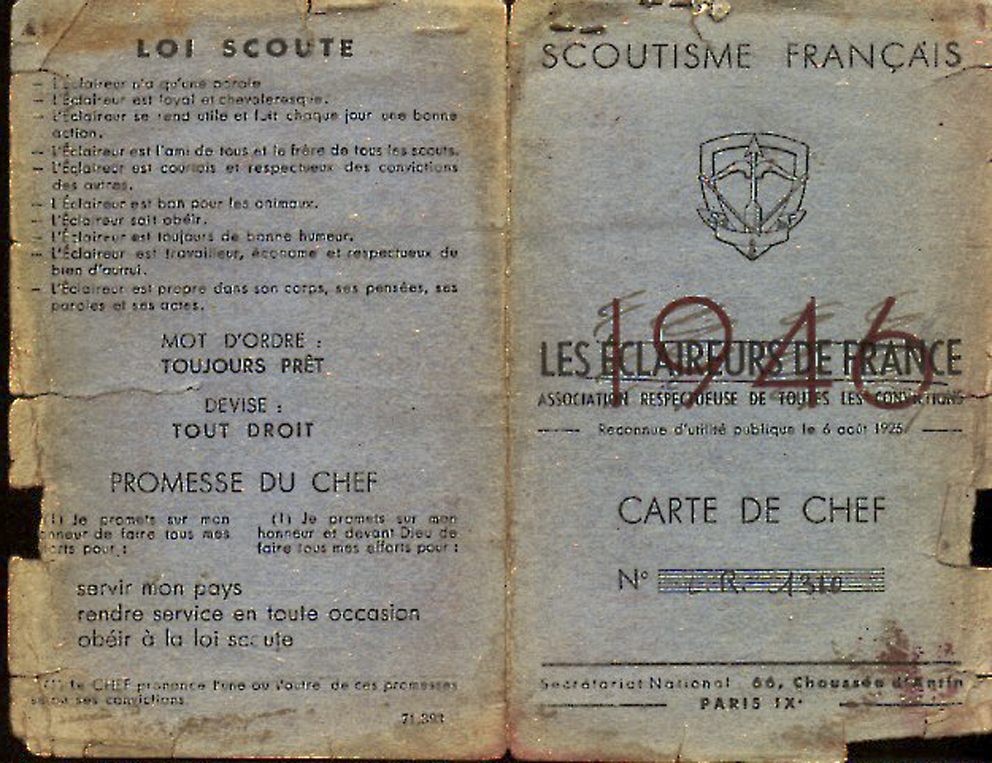 LOI SCOUTE
— L'Éclaireur n'a qu'une parole
— L'Éclaireur est loyal et chevaleresque.
— L'Éclaireur se rend utile et fait chaque jour une bonne
action.
— L'Éclaireur est l'ami de tous et le frère de tous les scouts.
— L'Éclaireur est courtois et respectueux des convictions
des autres.
— L'Éclaireur est bon pour les animaux.
— L'Éclaireur sait obéir.
— L'Éclaireur est toujours de bonne humeur.
— L'Éclaireur est travailleur, économe et respectueux du
bien d'autrui.
— L'Éclaireur est propre dans son corps, ses pensées, ses
paroles et ses actes.
MOT D'ORDRE :
TOUJOURS PRÊT
DEVISE :
TOUT DROIT
PROMESSE DU CHEF
(1) Je promets sur mon
honneur de faire tous mes
efforts pour :
(1) Je promets sur mon
honneur et devant Dieu de
faire tous mes efforts pour :
servir mon pays
rendre service en toute occasion
obéir à la loi scoute
(1) Le CHEF prononce l'une ou l'autre de ces promesses
selon ses convictions
71.393
SCOUTISME FRANÇAIS
1946
LES ÉCLAIREURS DE FRANCE
ASSOCIATION RESPECTUEUSE DE TOUTES LES CONVICTIONS
Reconnue d'utilité publique le 6 août 1925
CARTE DE CHEF
N° R. 1310
Secrétariat National 66, Chaussée d'Antin
PARIS IXe